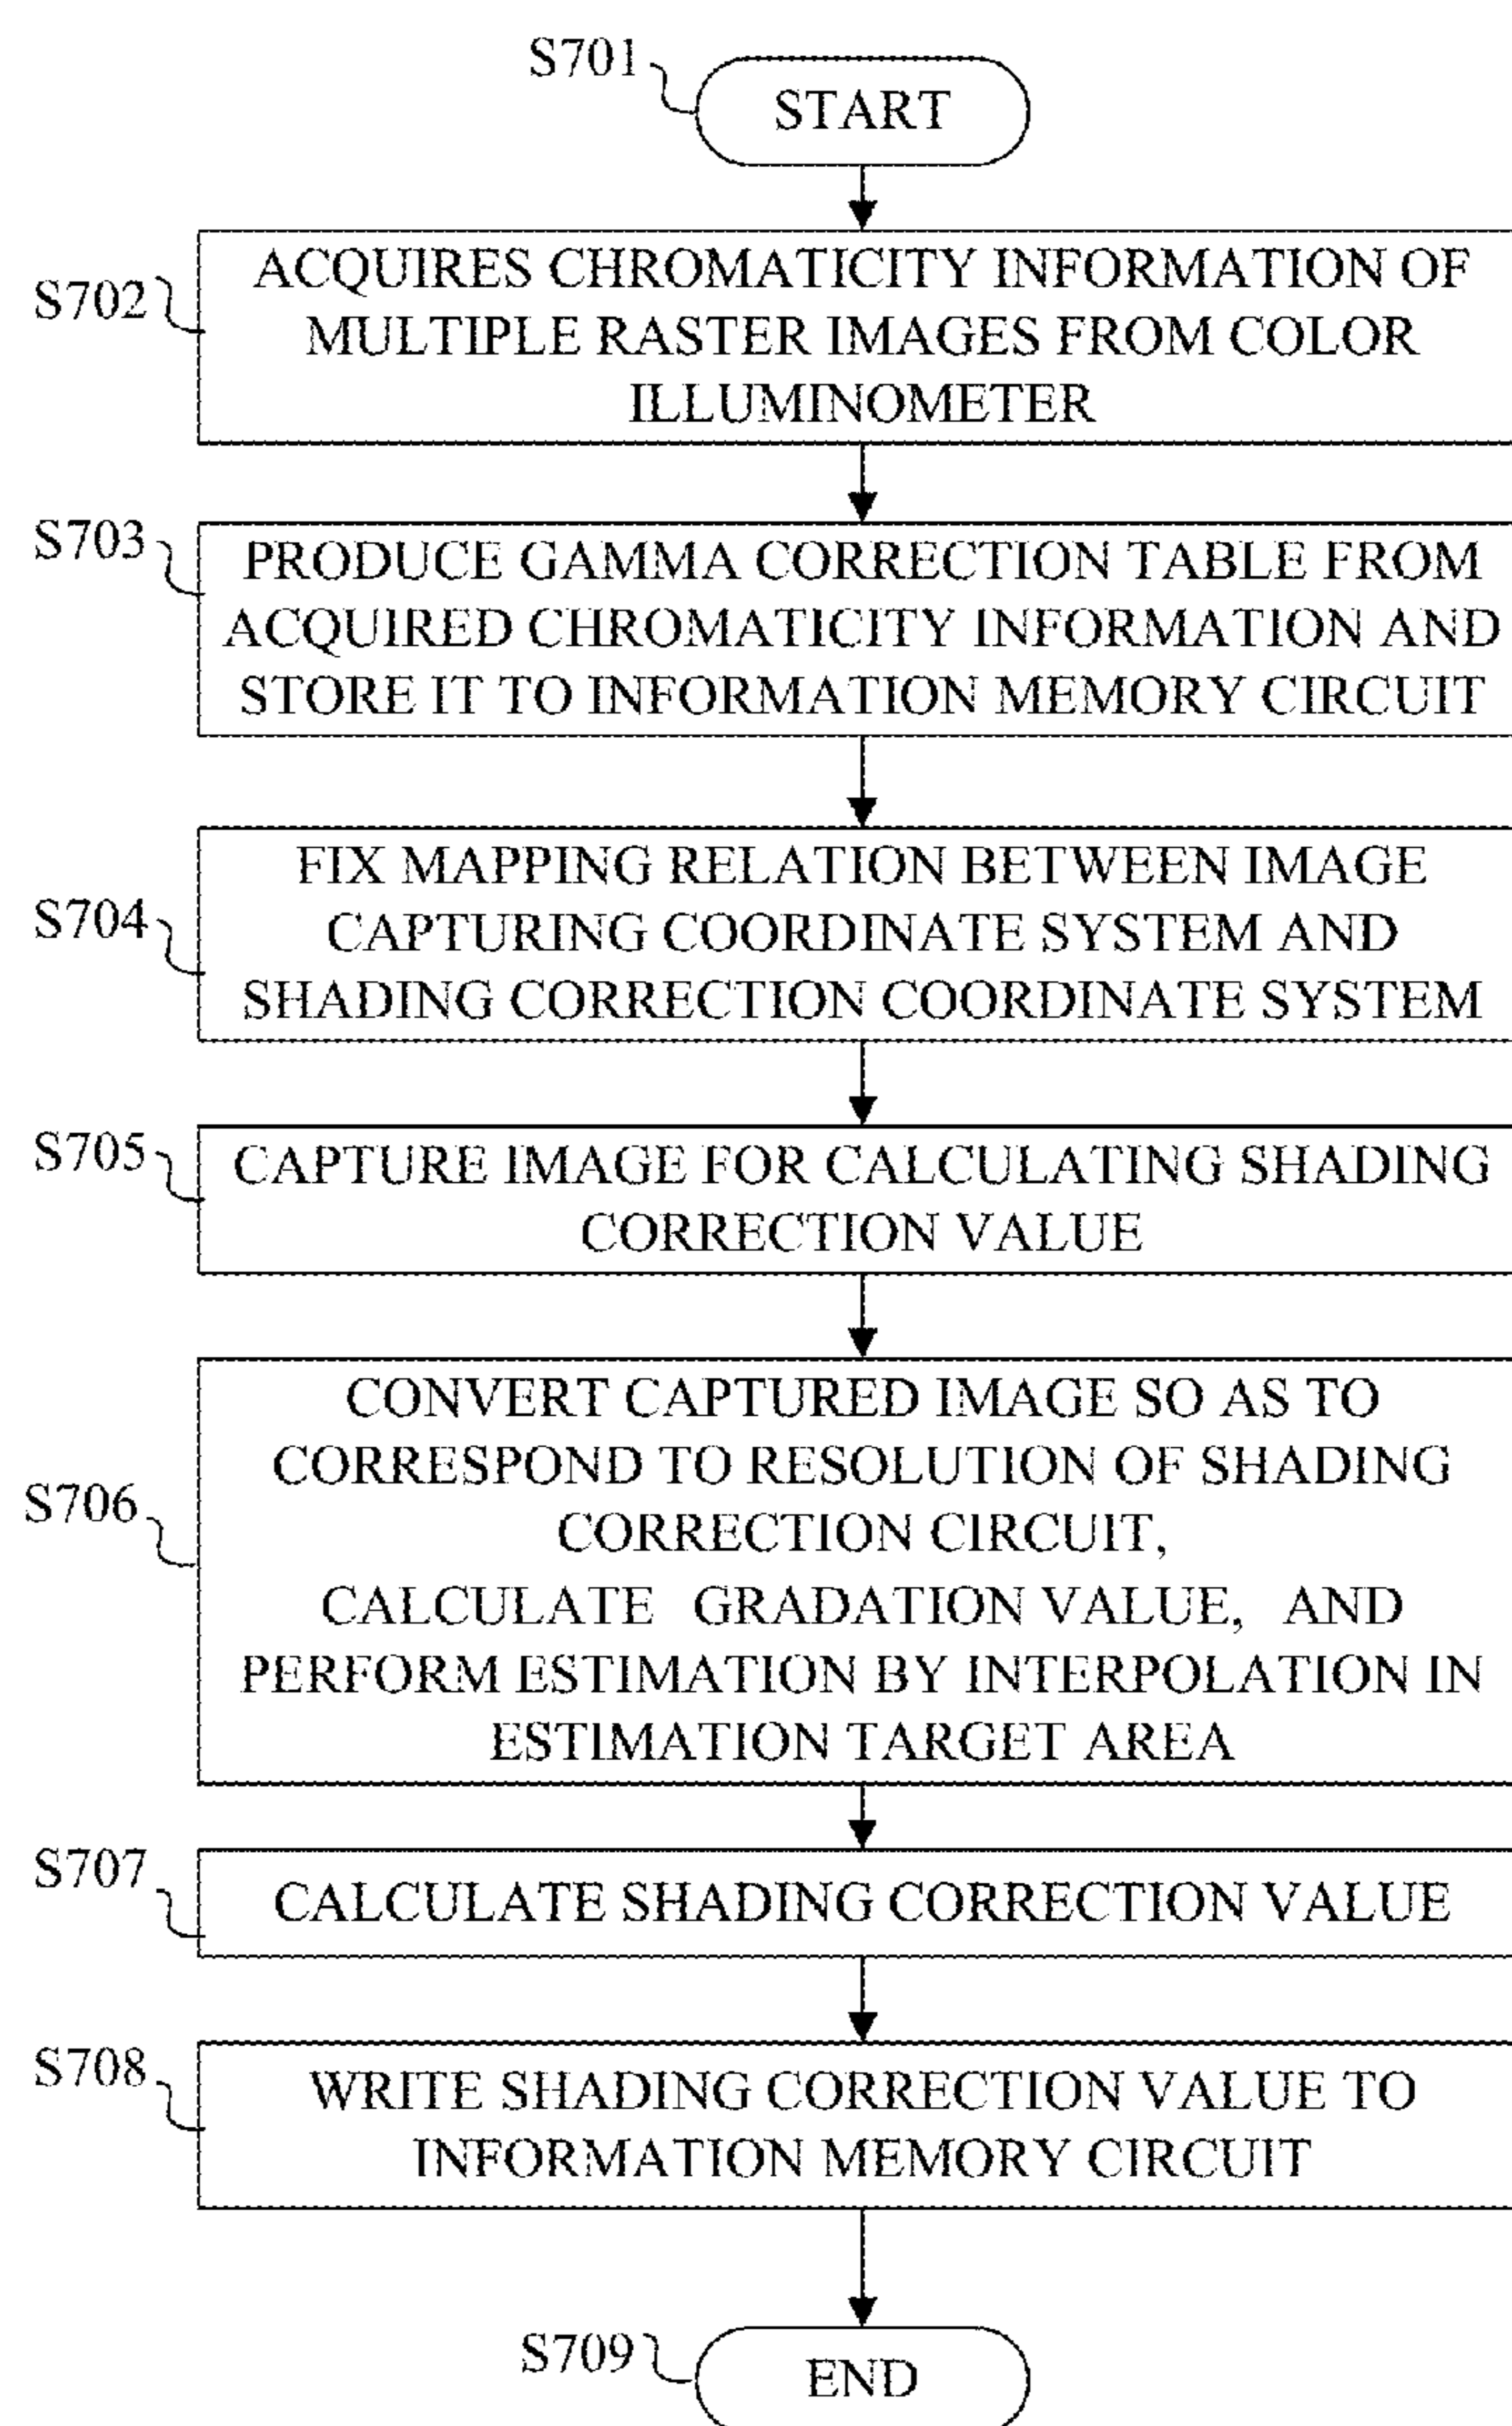 S701
START
S702
ACQUIRES CHROMATICITY INFORMATION OF
MULTIPLE RASTER IMAGES FROM COLOR
ILLUMINOMETER
S703
PRODUCE GAMMA CORRECTION TABLE FROM
ACQUIRED CHROMATICITY INFORMATION AND
STORE IT TO INFORMATION MEMORY CIRCUIT
S704
FIX MAPPING RELATION BETWEEN IMAGE
CAPTURING COORDINATE SYSTEM AND
SHADING CORRECTION COORDINATE SYSTEM
S705
CAPTURE IMAGE FOR CALCULATING SHADING
CORRECTION VALUE
S706
CONVERT CAPTURED IMAGE SO AS TO
CORRESPOND TO RESOLUTION OF SHADING
CORRECTION CIRCUIT,
CALCULATE GRADATION VALUE, AND
PERFORM ESTIMATION BY INTERPOLATION IN
ESTIMATION TARGET AREA
S707
CALCULATE SHADING CORRECTION VALUE
S708
WRITE SHADING CORRECTION VALUE TO
INFORMATION MEMORY CIRCUIT
S709
END